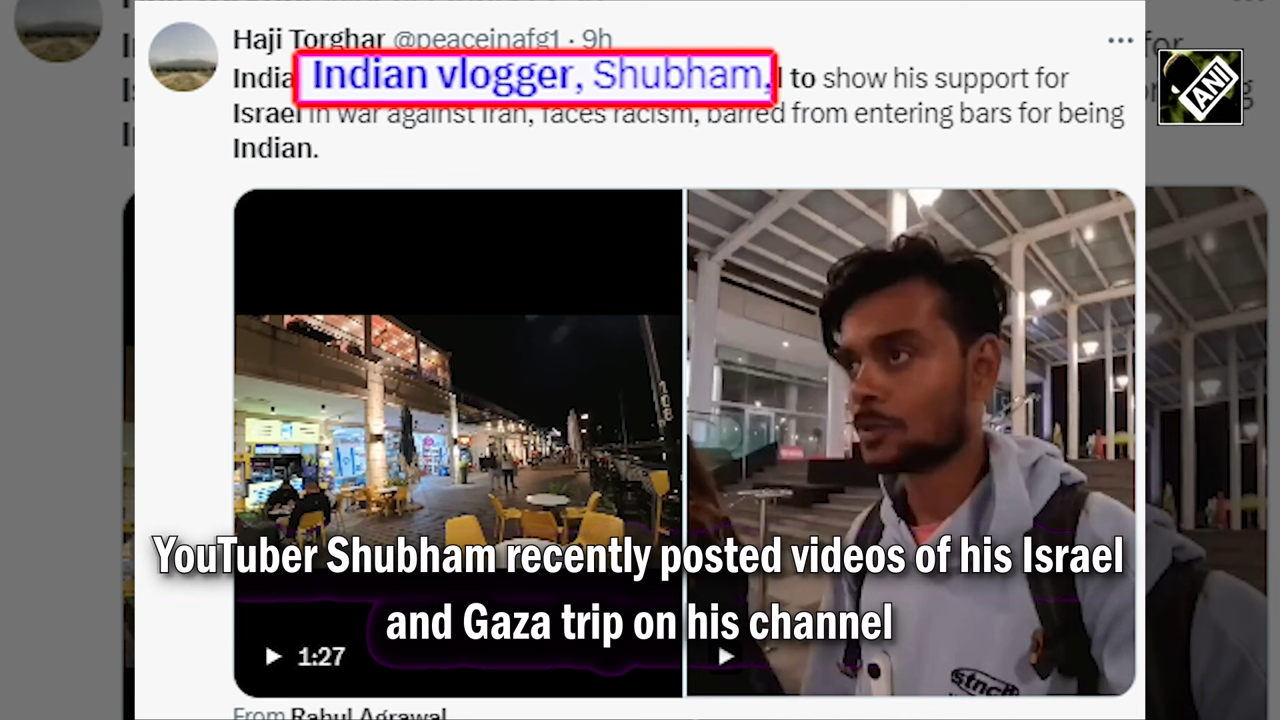 Haji Torghar @peaceinafg1 · 9h
India
Indian vlogger, Shubham,
to show his support for
Israel in war against Iran, faces racism, barred from entering bars for being
Indian.
ANI
YouTuber Shubham recently posted videos of his Israel
and Gaza trip on his channel
1:27
stnch
From Rahul Agrawal